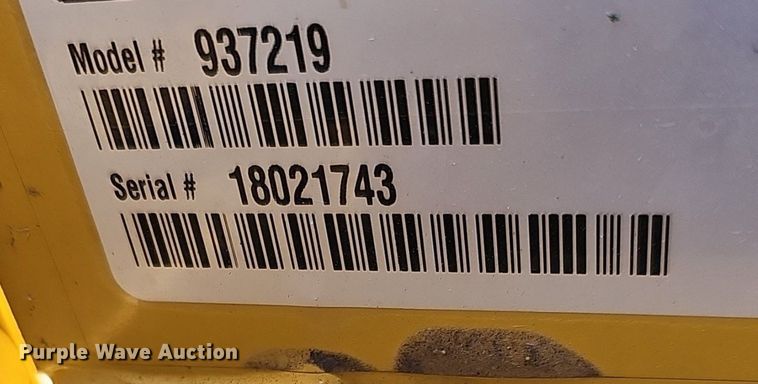 Model # 937219
Serial # 18021743
Purple Wave Auction